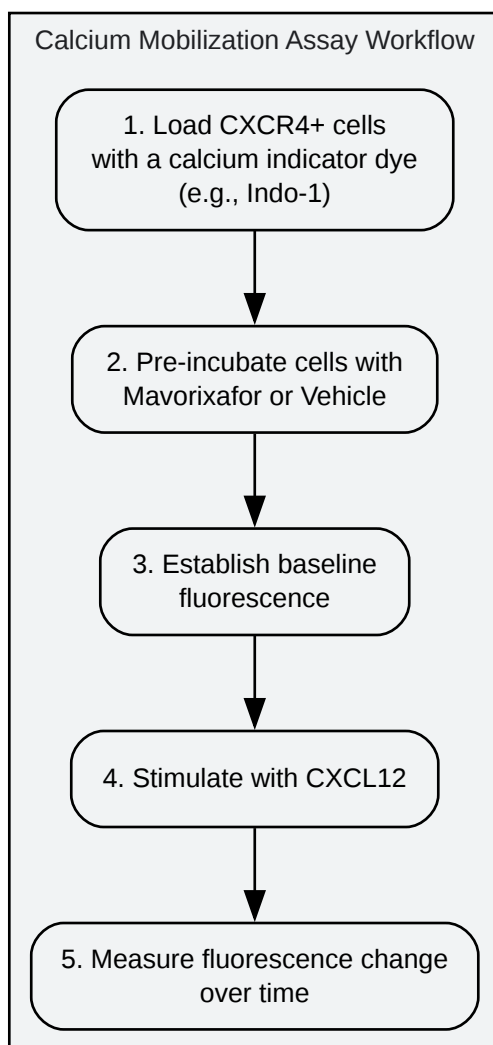 Calcium Mobilization Assay Workflow
1. Load CXCR4+ cells
with a calcium indicator dye
(e.g., Indo-1)
2. Pre-incubate cells with
Mavorixafor or Vehicle
3. Establish baseline
fluorescence
4. Stimulate with CXCL12
5. Measure fluorescence change
over time